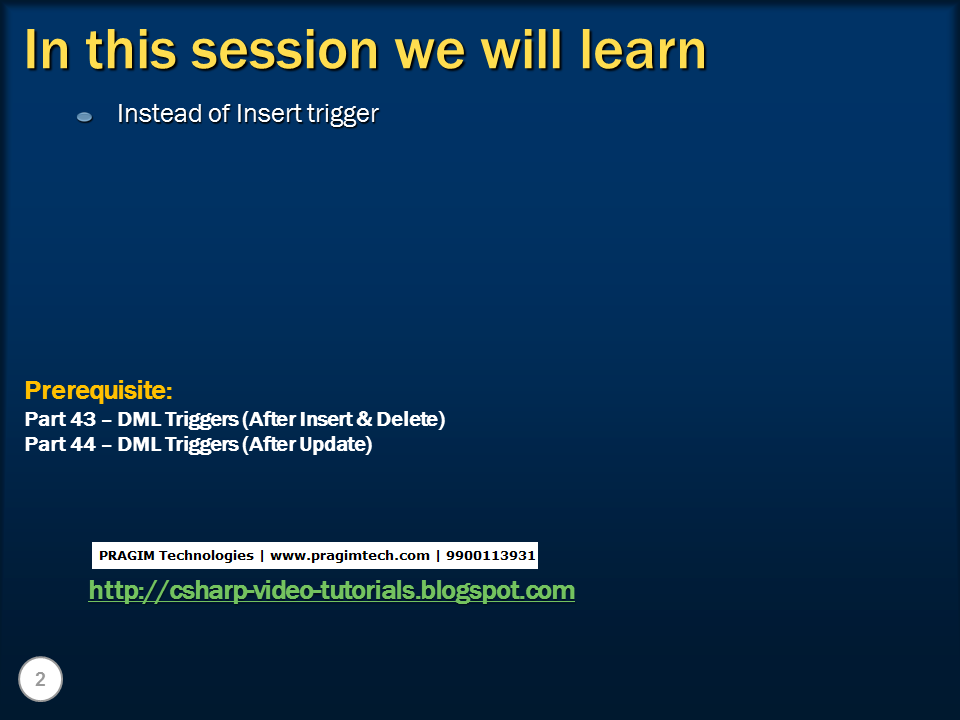 In this session we will learn
Instead of Insert trigger
Prerequisite:
Part 43 – DML Triggers (After Insert & Delete)
Part 44 – DML Triggers (After Update)
PRAGIM Technologies | www.pragimtech.com | 9900113931
http://csharp-video-tutorials.blogspot.com
2